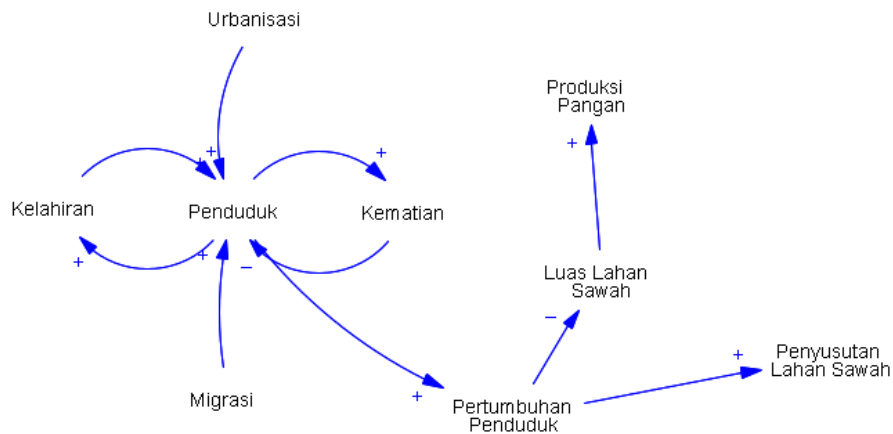 Urbanisasi
Produksi
Pangan
+
+
+
+
+
Kelahiran
Penduduk
Kematian
+
+
−
Luas Lahan
Sawah
−
+
Penyusutan
Lahan Sawah
Migrasi
+
Pertumbuhan
Penduduk